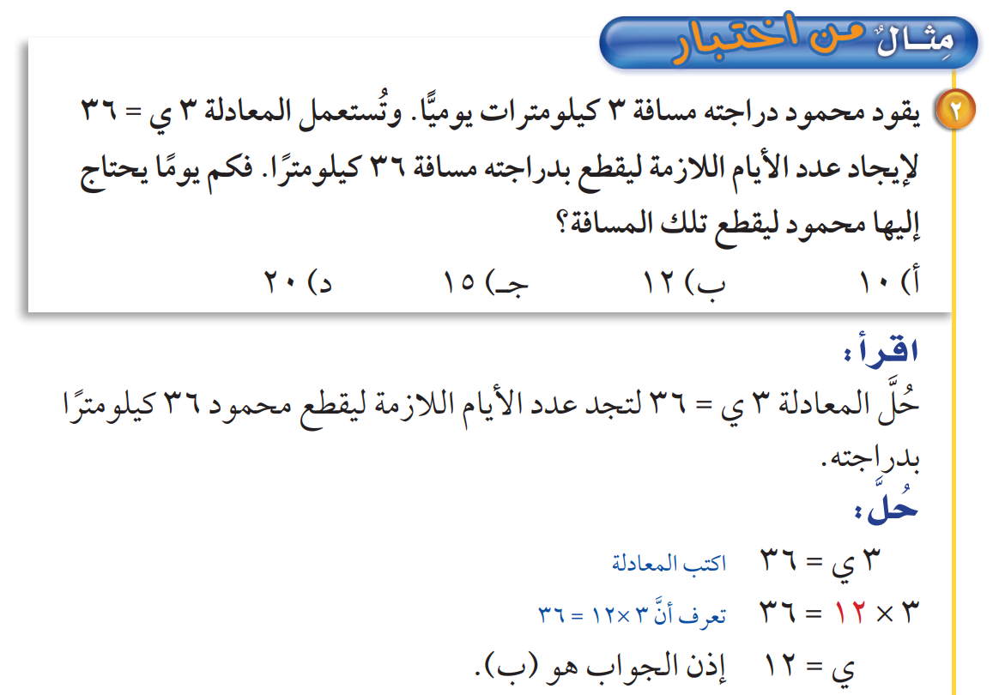 مِثَـالٌ من اختبار
٢ يقود محمود دراجته مسافة ٣ كيلومترات يوميًّا. وتُستعمل المعادلة ٣ ي = ٣٦
لإيجاد عدد الأيام اللازمة ليقطع بدراجته مسافة ٣٦ كيلومترًا. فكم يومًا يحتاج
إليها محمود ليقطع تلك المسافة؟
أ) ١٠ ب) ١٢ جـ) ١٥ د) ٢٠
اقرأ:
حُلَّ المعادلة ٣ ي = ٣٦ لتجد عدد الأيام اللازمة ليقطع محمود ٣٦ كيلومترًا
بدراجته.
حُلَّ:
٣ ي = ٣٦ اكتب المعادلة
٣ × ١٢ = ٣٦ تعرف أنَّ ٣ ×١٢ = ٣٦
ي = ١٢ إذن الجواب هو (ب).